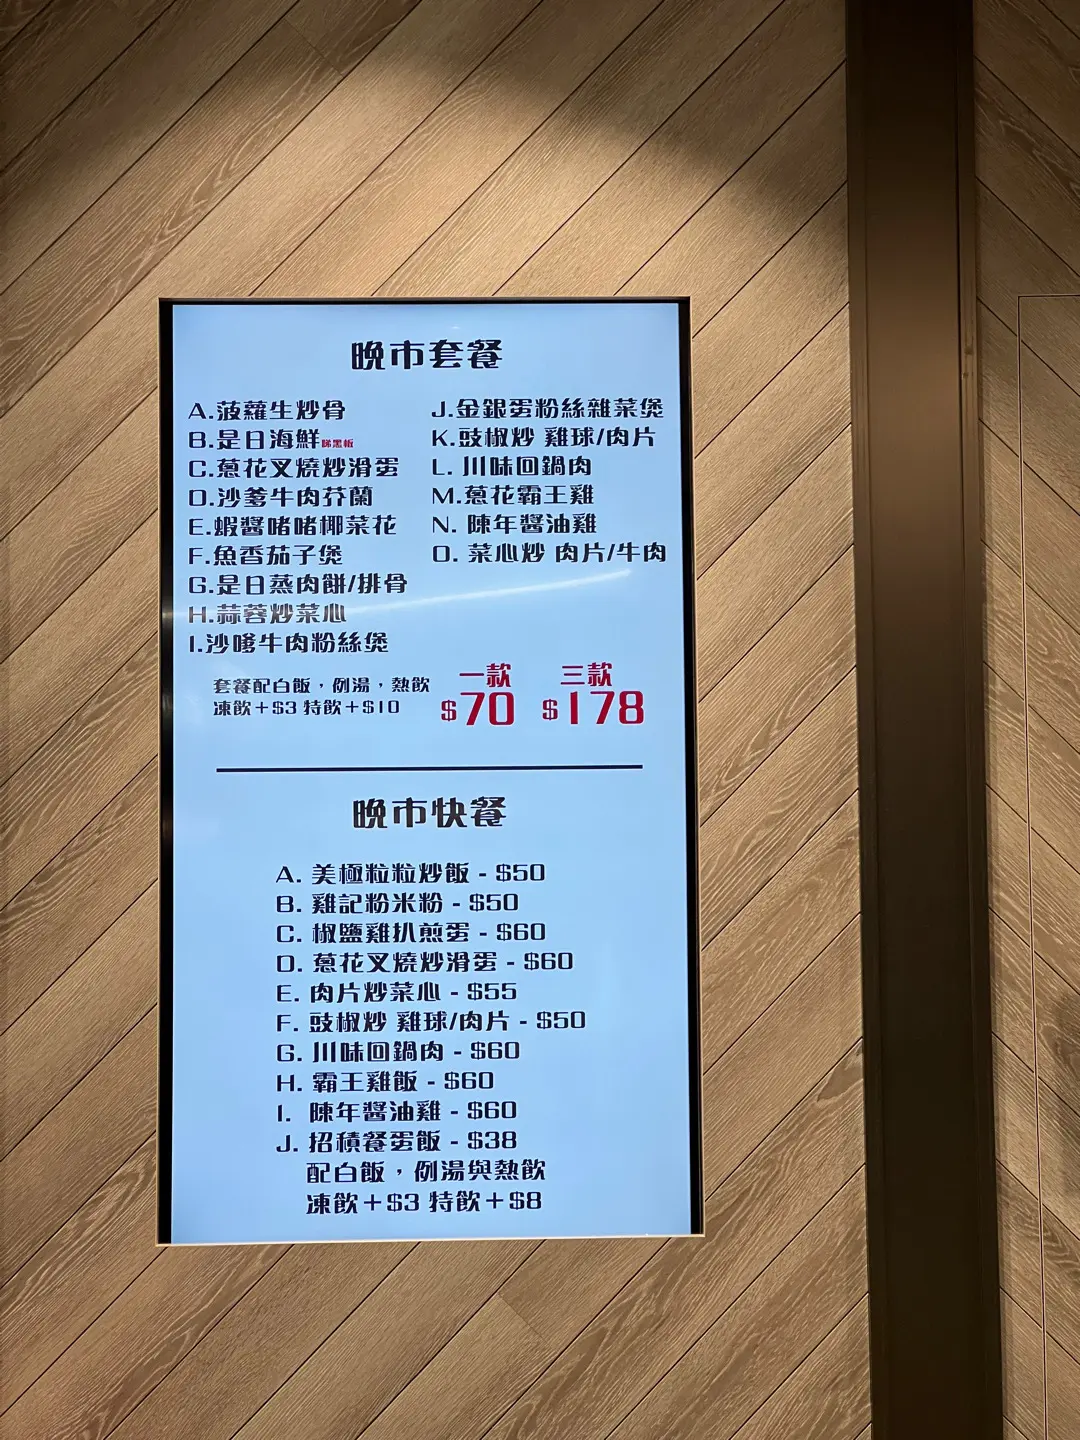 晚市套餐
A.菠蘿生炒骨
B.是日海鮮睇黑板
C.蔥花叉燒炒滑蛋
D.沙爹牛肉芥蘭
E.蝦醬啫啫椰菜花
F.魚香茄子煲
G.是日蒸肉餅/排骨
H.蒜蓉炒菜心
I.沙嗲牛肉粉絲煲
J.金銀蛋粉絲雜菜煲
K.豉椒炒 雞球/肉片
L. 川味回鍋肉
M.蔥花霸王雞
N. 陳年醬油雞
O. 菜心炒 肉片/牛肉
套餐配白飯，例湯，熱飲
凍飲+$3 特飲+$10
一款
$70
三款
$178
晚市快餐
A. 美極粒粒炒飯 - $50
B. 雞記粉米粉 - $50
C. 椒鹽雞扒煎蛋 - $60
D. 蔥花叉燒炒滑蛋 - $60
E. 肉片炒菜心 - $55
F. 豉椒炒 雞球/肉片 - $50
G. 川味回鍋肉 - $60
H. 霸王雞飯 - $60
I. 陳年醬油雞 - $60
J. 招積餐蛋飯 - $38
配白飯，例湯與熱飲
凍飲+$3 特飲+$8